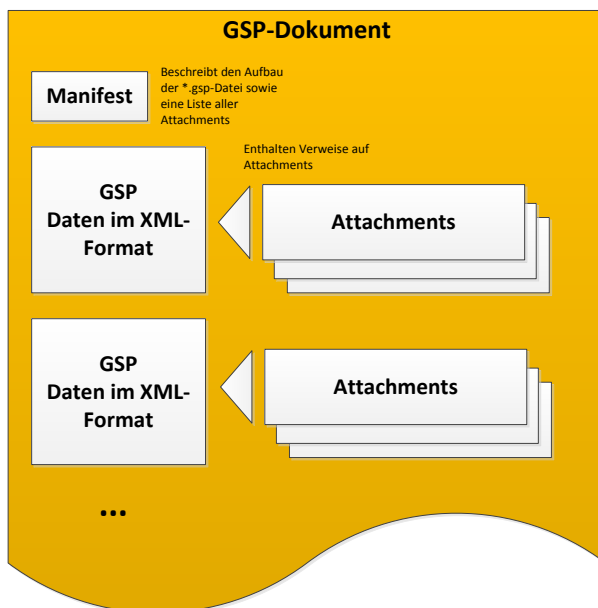 GSP-Dokument
Manifest
Beschreibt den Aufbau
der *.gsp-Datei sowie
eine Liste aller
Attachments
Enthalten Verweise auf
Attachments
GSP
Daten im XML-
Format
Attachments
GSP
Daten im XML-
Format
Attachments
...